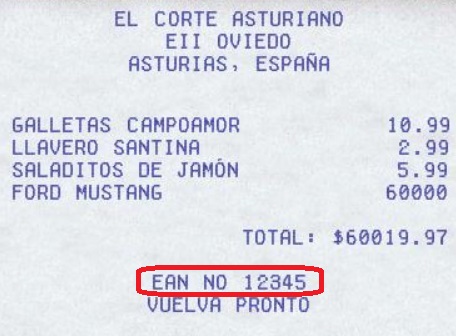 EL CORTE ASTURIANO
EII OVIEDO
ASTURIAS, ESPAÑA
GALLETAS CAMPOAMOR 10.99
LLAVERO SANTINA 2.99
SALADITOS DE JAMÓN 5.99
FORD MUSTANG 60000
TOTAL: $60019.97
EAN NO 12345
VUELVA PRONTO